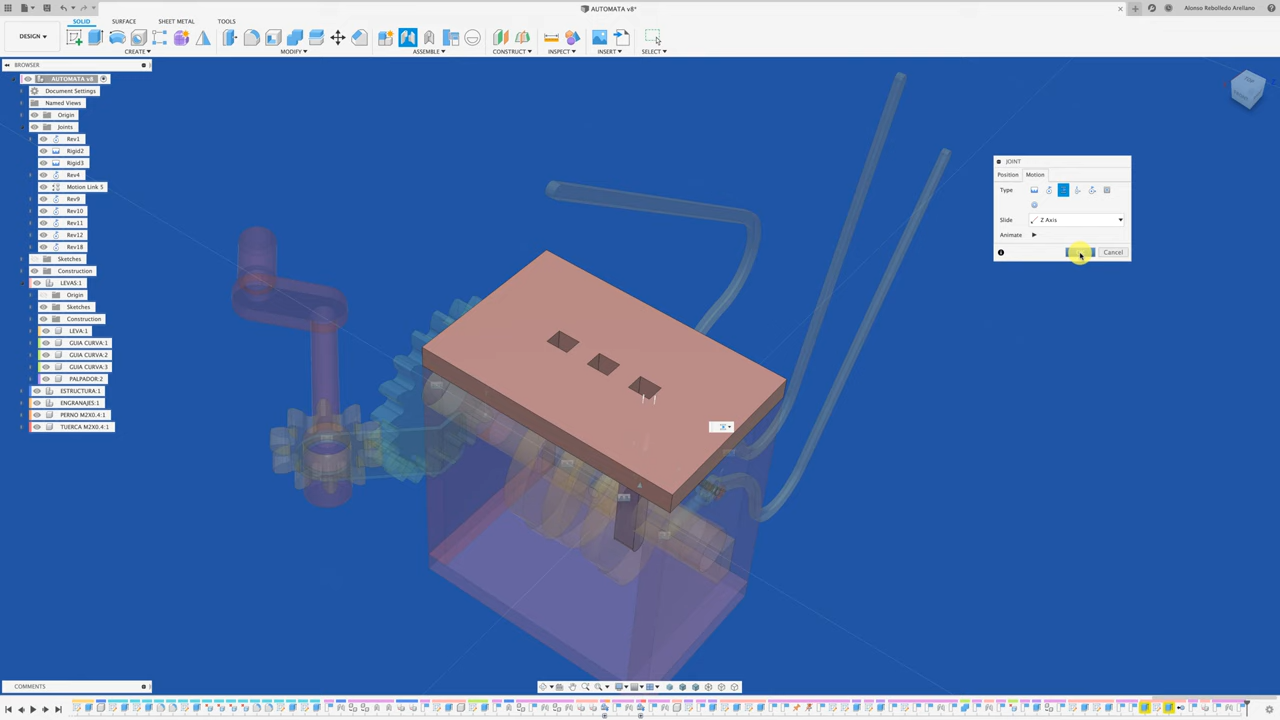 AUTOMATA v8*
Alonso Rebolledo Arellano
SOLID SURFACE SHEET METAL TOOLS
DESIGN ▾
CREATE ▾ MODIFY ▾ ASSEMBLE ▾ CONSTRUCT ▾ INSPECT ▾ INSERT ▾ SELECT ▾
BROWSER
AUTOMATA v8
Document Settings
Named Views
Origin
Joints
Rev1
Rigid2
Rigid3
Rev4
Motion Link 5
Rev9
Rev10
Rev11
Rev12
Rev18
Sketches
Construction
LEVAS:1
Origin
Sketches
Construction
LEVA:1
GUIA CURVA:1
GUIA CURVA:2
GUIA CURVA:3
PALPADOR:2
ESTRUCTURA:1
ENGRANAJES:1
PERNO M2X0.4:1
TUERCA M2X0.4:1
JOINT
Position Motion
Type
Slide Z Axis
Animate
Cancel
COMMENTS